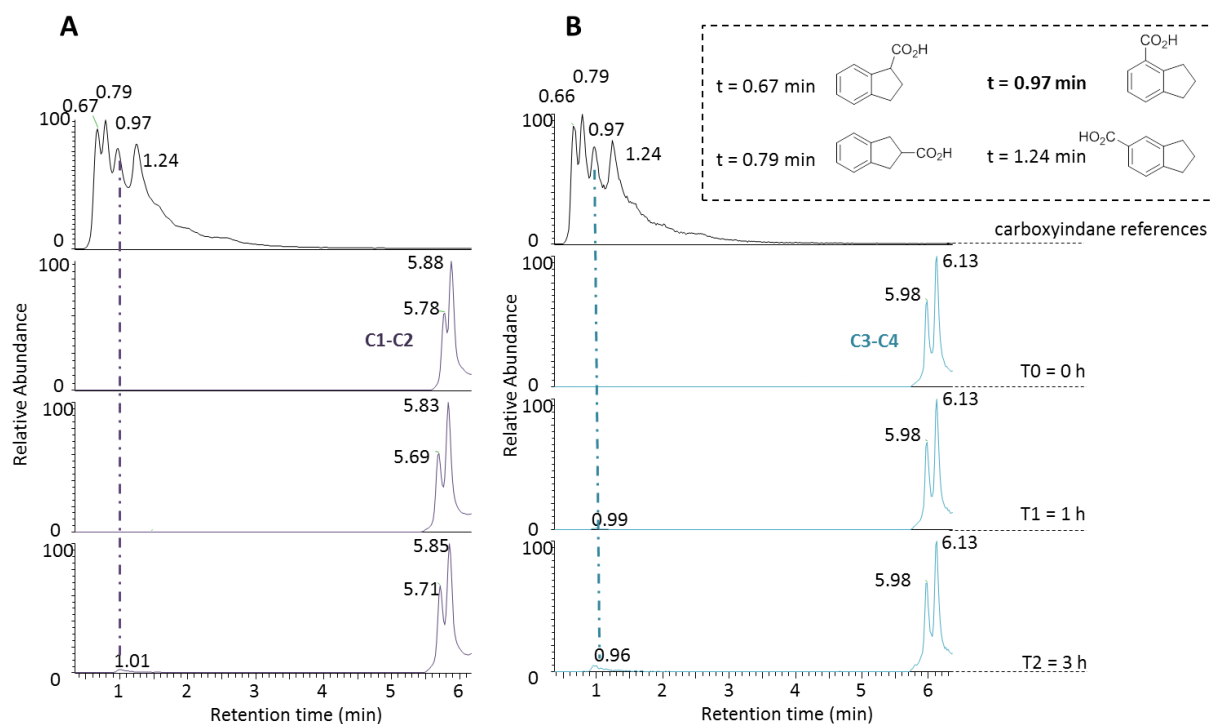 A
B
0.79
0.67
0.97
1.24
100
0
0.79
0.66
0.97
1.24
100
0
t = 0.67 min
CO₂H
t = 0.97 min
CO₂H
t = 0.79 min
CO₂H
t = 1.24 min
HO₂C
carboxyindane references
Relative Abundance
100
0
5.88
5.78
C1-C2
100
0
5.83
5.69
100
0
5.85
5.71
1.01
1
2
3
4
5
6
Retention time (min)
Relative Abundance
100
0
6.13
5.98
C3-C4
T0 = 0 h
100
0
6.13
5.98
0.99
T1 = 1 h
100
0
6.13
5.98
0.96
T2 = 3 h
1
2
3
4
5
6
Retention time (min)